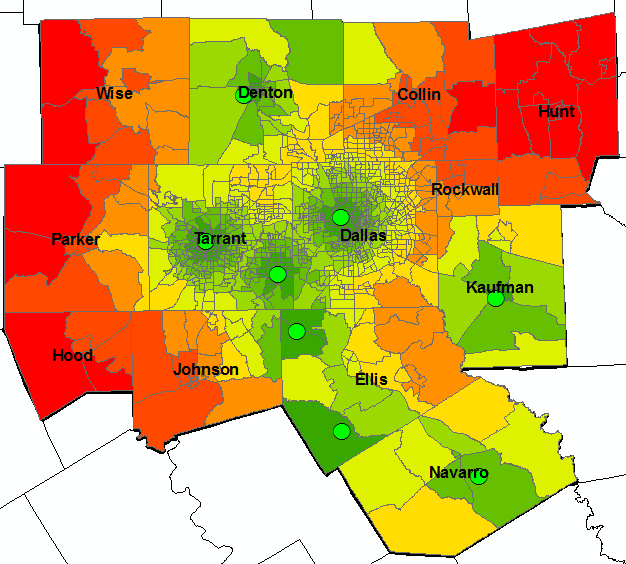 Wise
Denton
Collin
Hunt
Rockwall
Parker
Tarrant
Dallas
Kaufman
Hood
Johnson
Ellis
Navarro